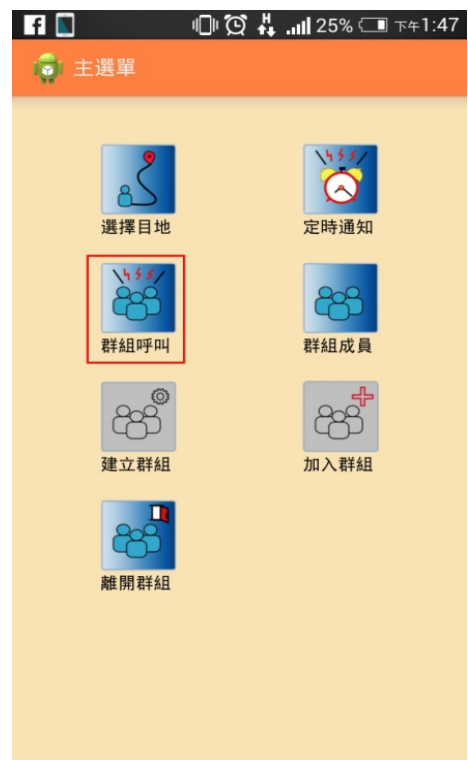 25% 下午1:47
主選單
選擇目地 定時通知
群組呼叫 群組成員
建立群組 加入群組
離開群組